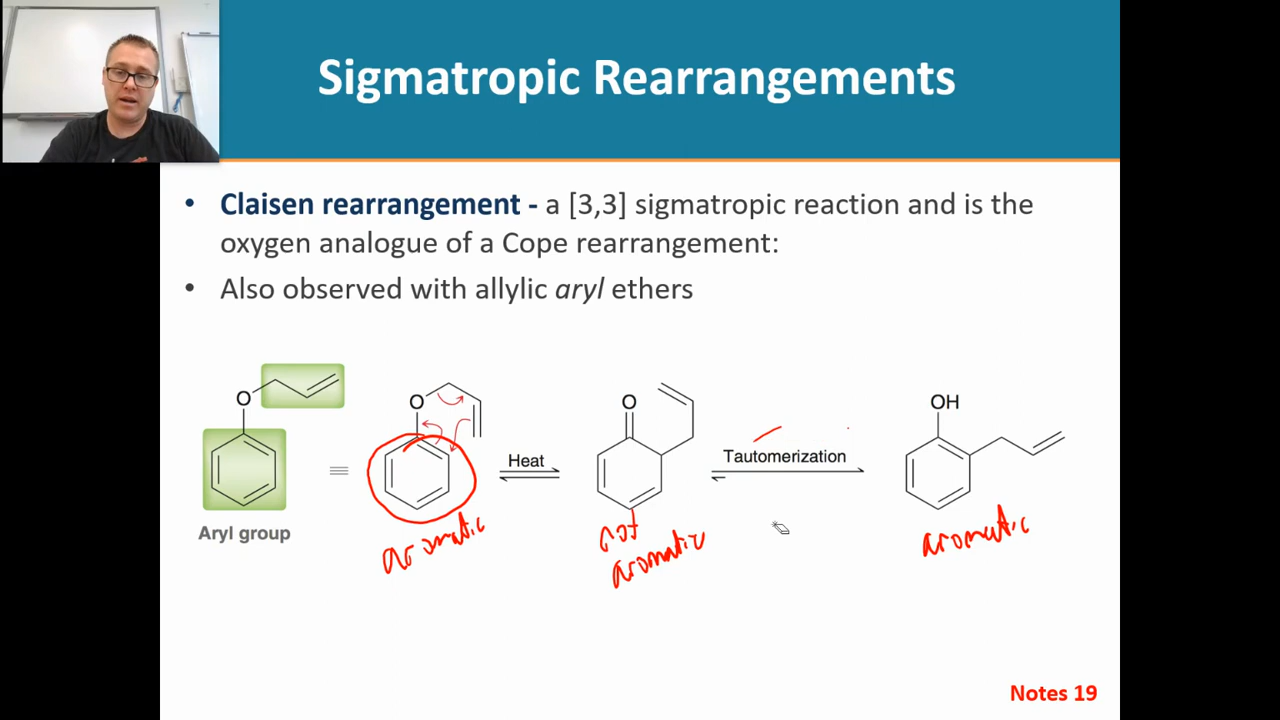 Sigmatropic Rearrangements
• Claisen rearrangement - a [3,3] sigmatropic reaction and is the
oxygen analogue of a Cope rearrangement:
• Also observed with allylic aryl ethers
O
O
O
OH
Heat
Tautomerization
Aryl group
aromatic
not
aromatic
aromatic
Notes 19